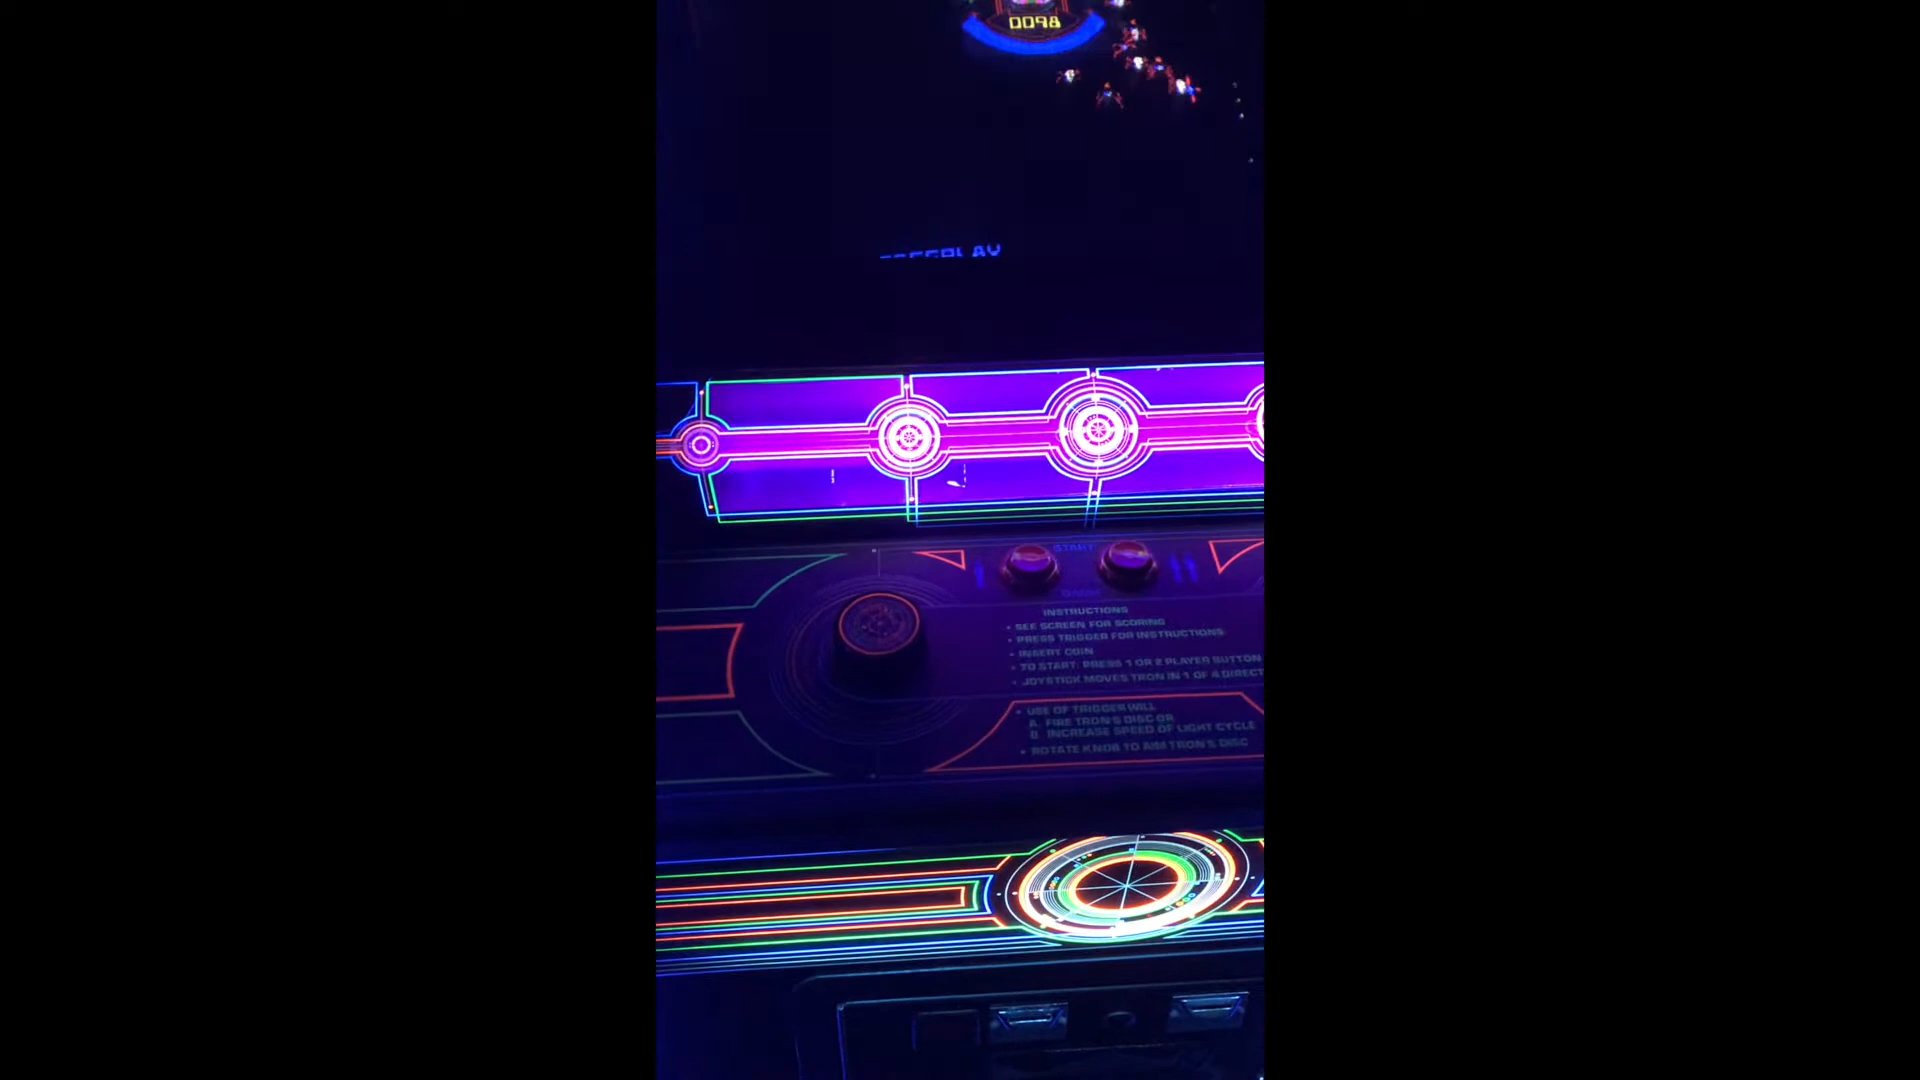 0098
FREEPLAY
START
INSTRUCTIONS
• SEE SCREEN FOR SCORING
• PRESS TRIGGER FOR INSTRUCTIONS
• INSERT COIN
• TO START: PRESS 1 OR 2 PLAYER BUTTON
• JOYSTICK MOVES TRON IN 1 OF 4 DIRECT
• USE OF TRIGGER WILL
A. FIRE TRON'S DISC OR
B. INCREASE SPEED OF LIGHT CYCLE
• ROTATE KNOB TO AIM TRON'S DISC